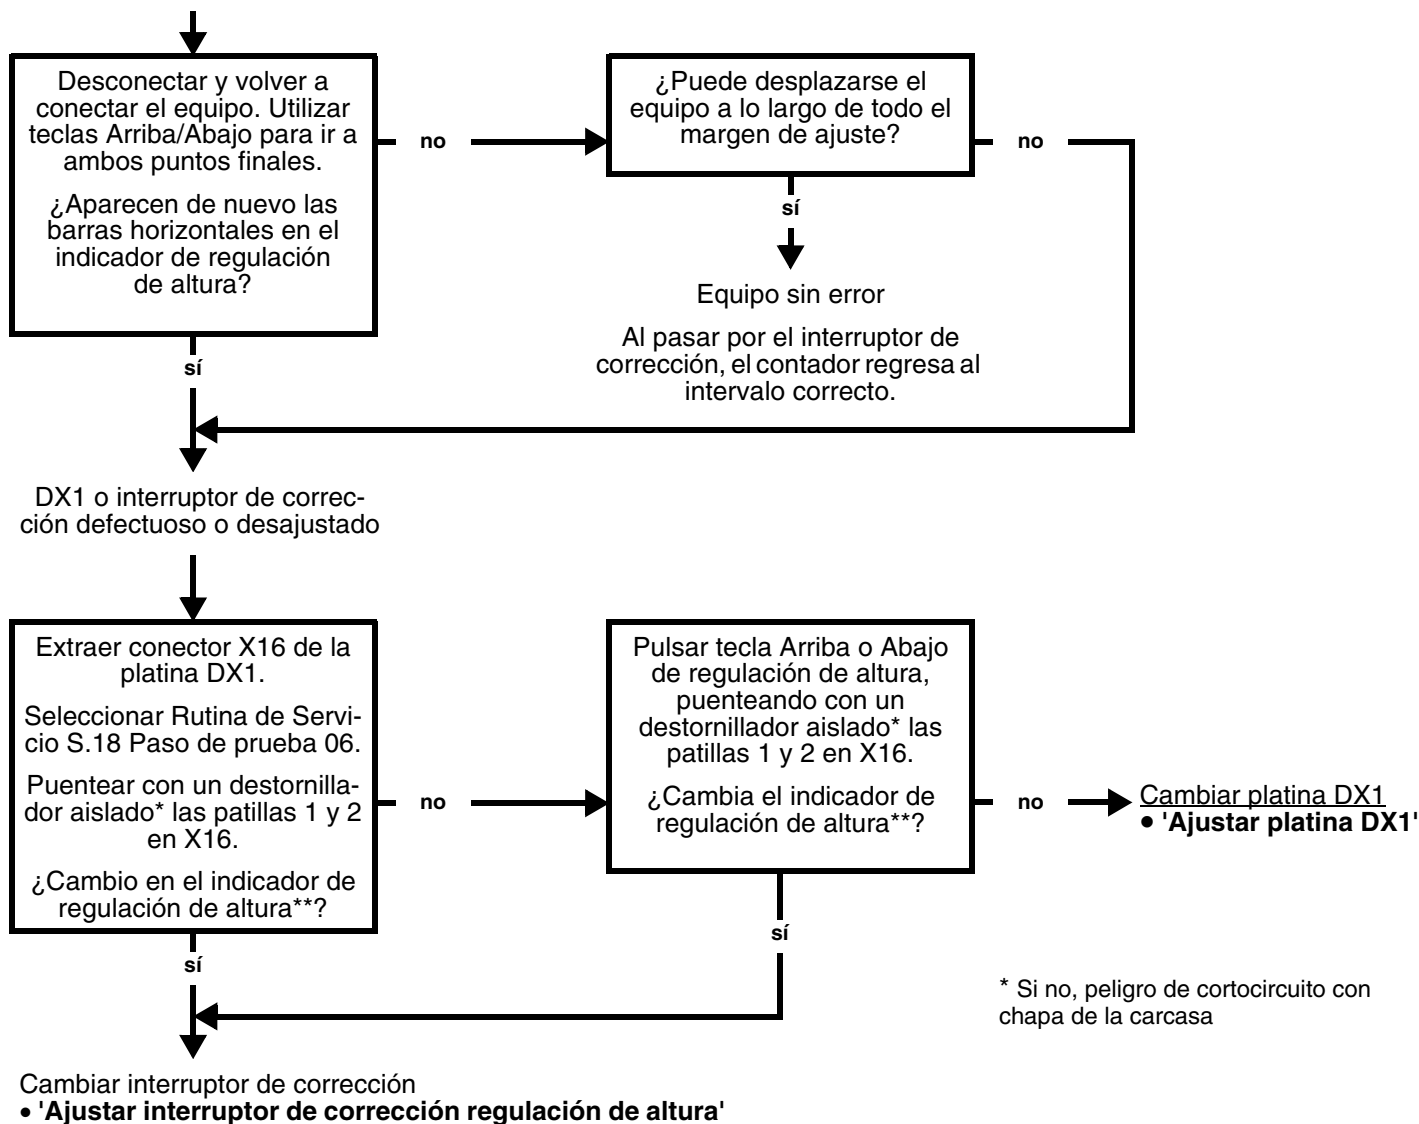 Desconectar y volver a
conectar el equipo. Utilizar
teclas Arriba/Abajo para ir a
ambos puntos finales.
¿Aparecen de nuevo las
barras horizontales en el
indicador de regulación
de altura?
no
¿Puede desplazarse el
equipo a lo largo de todo el
margen de ajuste?
no
sí
Equipo sin error
Al pasar por el interruptor de
corrección, el contador regresa al
intervalo correcto.
sí
DX1 o interruptor de correc-
ción defectuoso o desajustado
Extraer conector X16 de la
platina DX1.
Seleccionar Rutina de Servi-
cio S.18 Paso de prueba 06.
Puentear con un destornilla-
dor aislado* las patillas 1 y 2
en X16.
¿Cambio en el indicador de
regulación de altura**?
no
Pulsar tecla Arriba o Abajo
de regulación de altura,
puenteando con un
destornillador aislado* las
patillas 1 y 2 en X16.
¿Cambia el indicador de
regulación de altura**?
no
Cambiar platina DX1
• 'Ajustar platina DX1'
sí
sí
* Si no, peligro de cortocircuito con
chapa de la carcasa
Cambiar interruptor de corrección
• 'Ajustar interruptor de corrección regulación de altura'